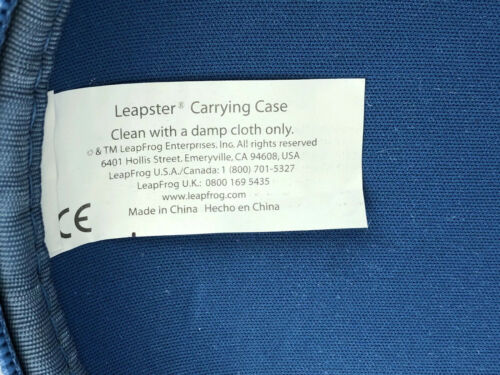 Leapster® Carrying Case
Clean with a damp cloth only.
© & TM LeapFrog Enterprises, Inc. All rights reserved
6401 Hollis Street, Emeryville, CA 94608, USA
LeapFrog U.S.A./Canada: 1 (800) 701-5327
LeapFrog U.K.: 0800 169 5435
www.leapfrog.com
Made in China Hecho en China
CE